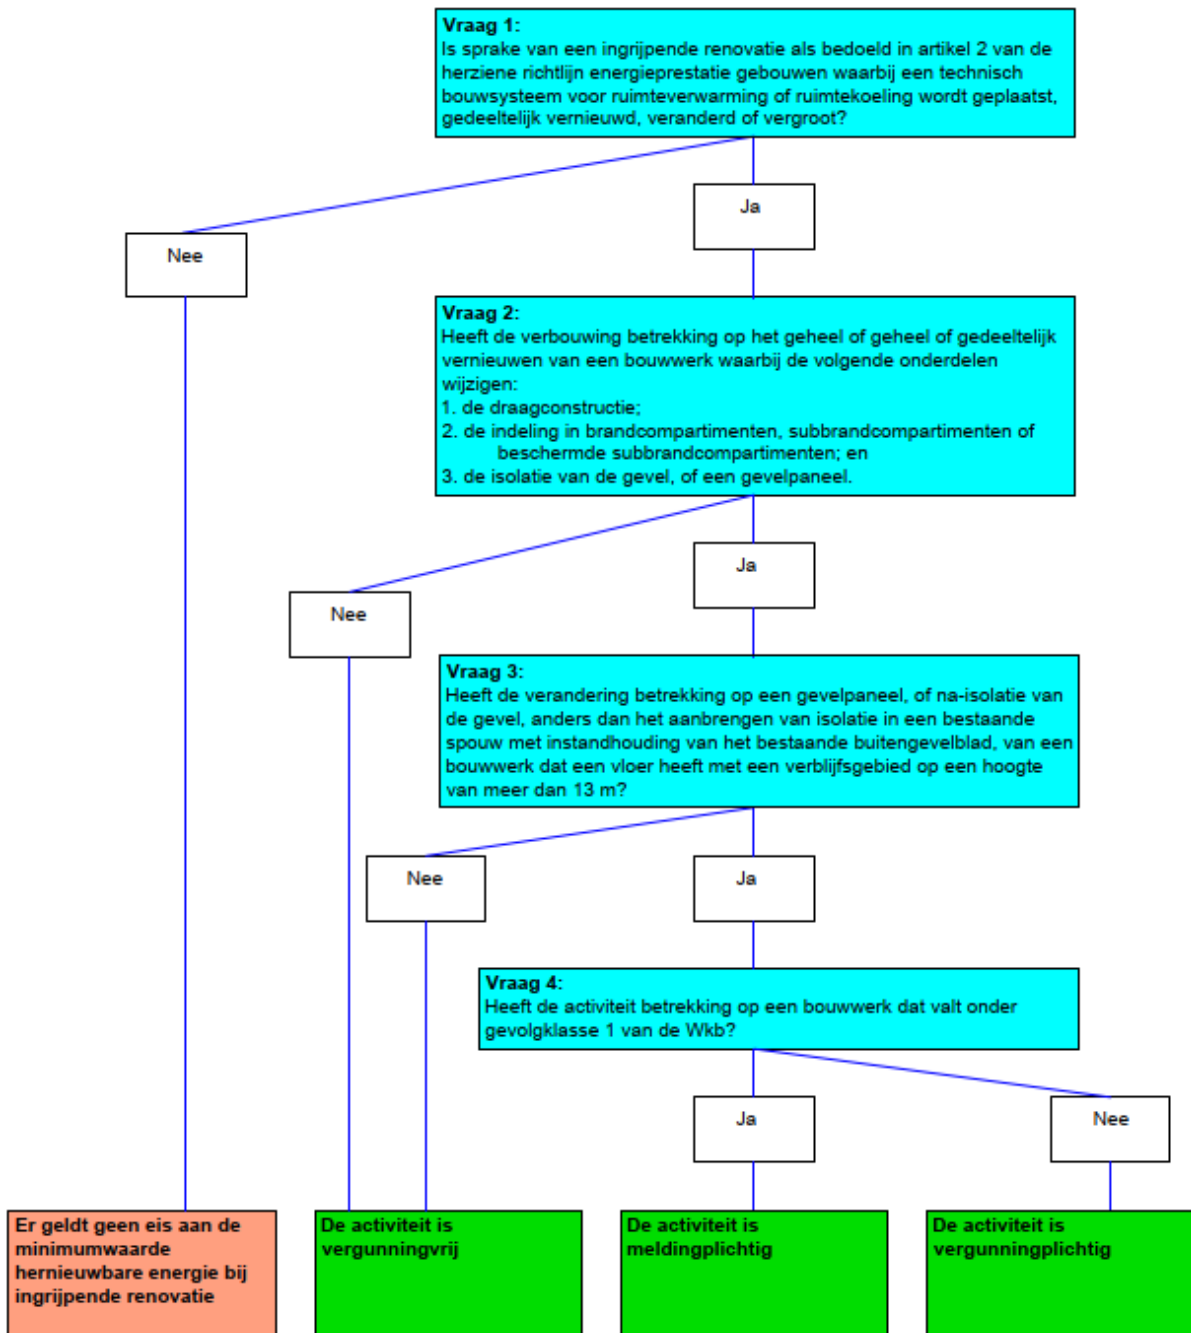 Vraag 1:
Is sprake van een ingrijpende renovatie als bedoeld in artikel 2 van de
herziene richtlijn energieprestatie gebouwen waarbij een technisch
bouwsysteem voor ruimteverwarming of ruimtekoeling wordt geplaatst,
gedeeltelijk vernieuwd, veranderd of vergroot?
Ja
Nee
Vraag 2:
Heeft de verbouwing betrekking op het geheel of geheel of gedeeltelijk
vernieuwen van een bouwwerk waarbij de volgende onderdelen
wijzigen:
1. de draagconstructie;
2. de indeling in brandcompartimenten, subbrandcompartimenten of
beschermde subbrandcompartimenten; en
3. de isolatie van de gevel, of een gevelpaneel.
Ja
Nee
Vraag 3:
Heeft de verandering betrekking op een gevelpaneel, of na-isolatie van
de gevel, anders dan het aanbrengen van isolatie in een bestaande
spouw met instandhouding van het bestaande buitengevelblad, van een
bouwwerk dat een vloer heeft met een verblijfsgebied op een hoogte
van meer dan 13 m?
Nee
Ja
Vraag 4:
Heeft de activiteit betrekking op een bouwwerk dat valt onder
gevolgklasse 1 van de Wkb?
Ja
Nee
Er geldt geen eis aan de
minimumwaarde
hernieuwbare energie bij
ingrijpende renovatie
De activiteit is
vergunningvrij
De activiteit is
meldingplichtig
De activiteit is
vergunningplichtig